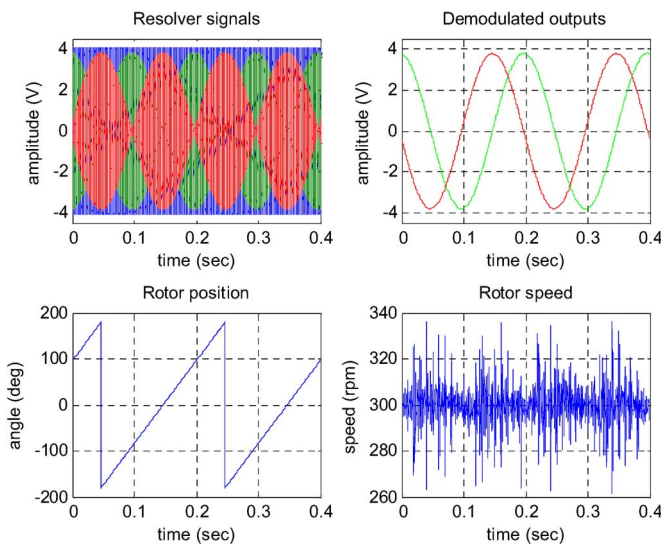 Resolver signals
4
2
0
-2
-4
amplitude (V)
0 0.1 0.2 0.3 0.4
time (sec)
Demodulated outputs
4
2
0
-2
-4
amplitude (V)
0 0.1 0.2 0.3 0.4
time (sec)
Rotor position
200
100
0
-100
-200
angle (deg)
0 0.1 0.2 0.3 0.4
time (sec)
Rotor speed
340
320
300
280
260
speed (rpm)
0 0.1 0.2 0.3 0.4
time (sec)